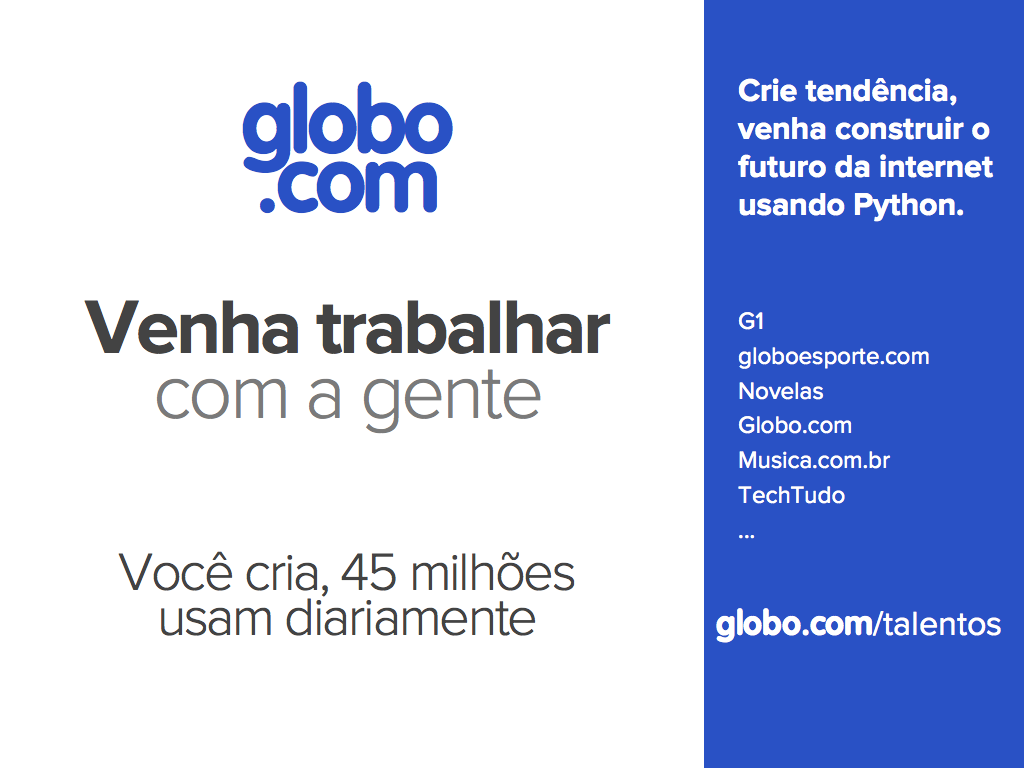 globo
.com
Venha trabalhar
com a gente
Você cria, 45 milhões
usam diariamente
Crie tendência,
venha construir o
futuro da internet
usando Python.
G1
globoesporte.com
Novelas
Globo.com
Musica.com.br
TechTudo
...
globo.com/talentos